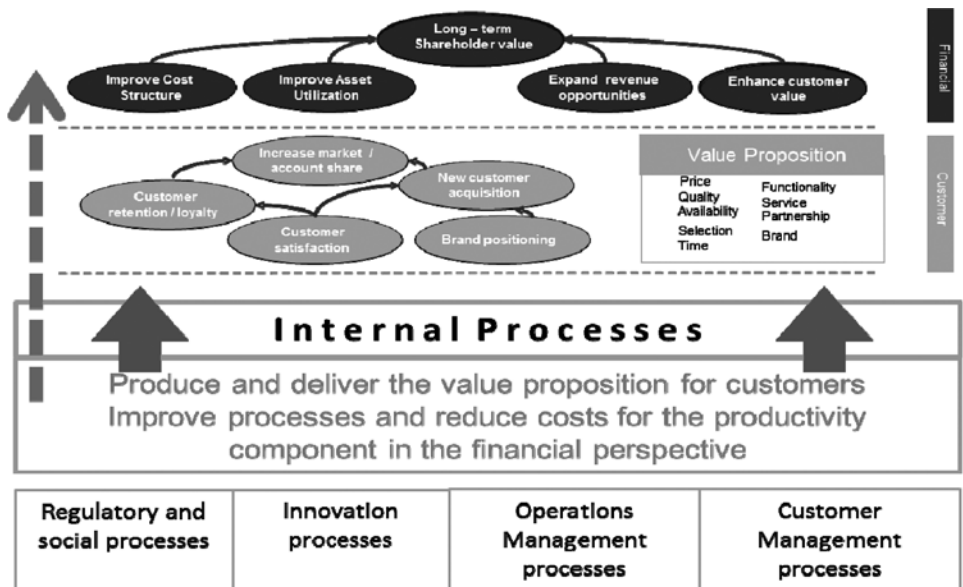 Long – term
Shareholder value
Improve Cost
Structure
Improve Asset
Utilization
Expand revenue
opportunities
Enhance customer
value
Financial
Increase market /
account share
New customer
acquisition
Customer
retention / loyalty
Customer
satisfaction
Brand positioning
Value Proposition
Price
Quality
Availability
Selection
Time
Functionality
Service
Partnership
Brand
Customer
Internal Processes
Produce and deliver the value proposition for customers
Improve processes and reduce costs for the productivity
component in the financial perspective
Regulatory and
social processes
Innovation
processes
Operations
Management
processes
Customer
Management
processes